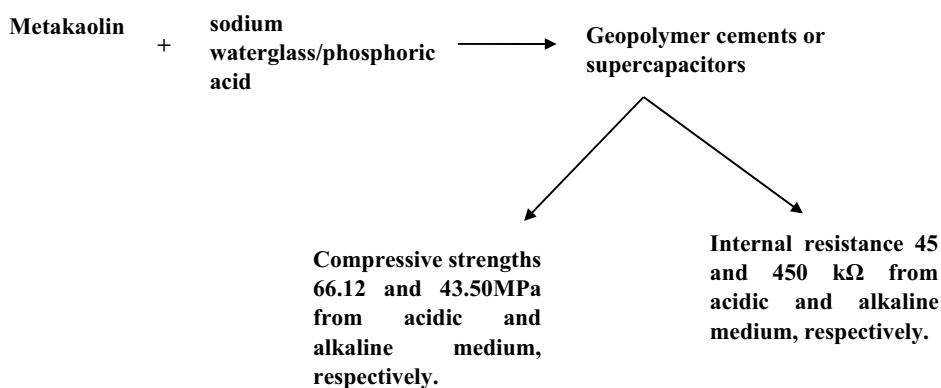 Metakaolin
+
sodium
waterglass/phosphoric
acid
Geopolymer cements or
supercapacitors
Compressive strengths
66.12 and 43.50MPa
from acidic and
alkaline medium,
respectively.
Internal resistance 45
and 450 kΩ from
acidic and alkaline
medium, respectively.